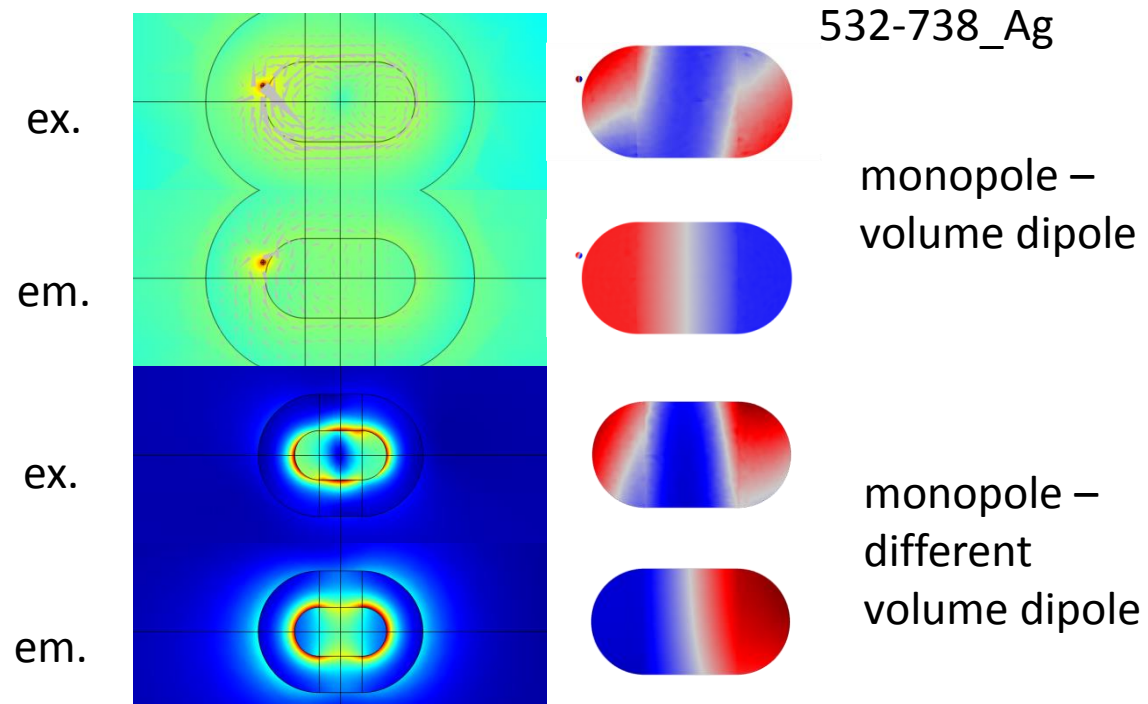 532-738_Ag
ex.
monopole –
volume dipole
em.
ex.
monopole –
different
volume dipole
em.